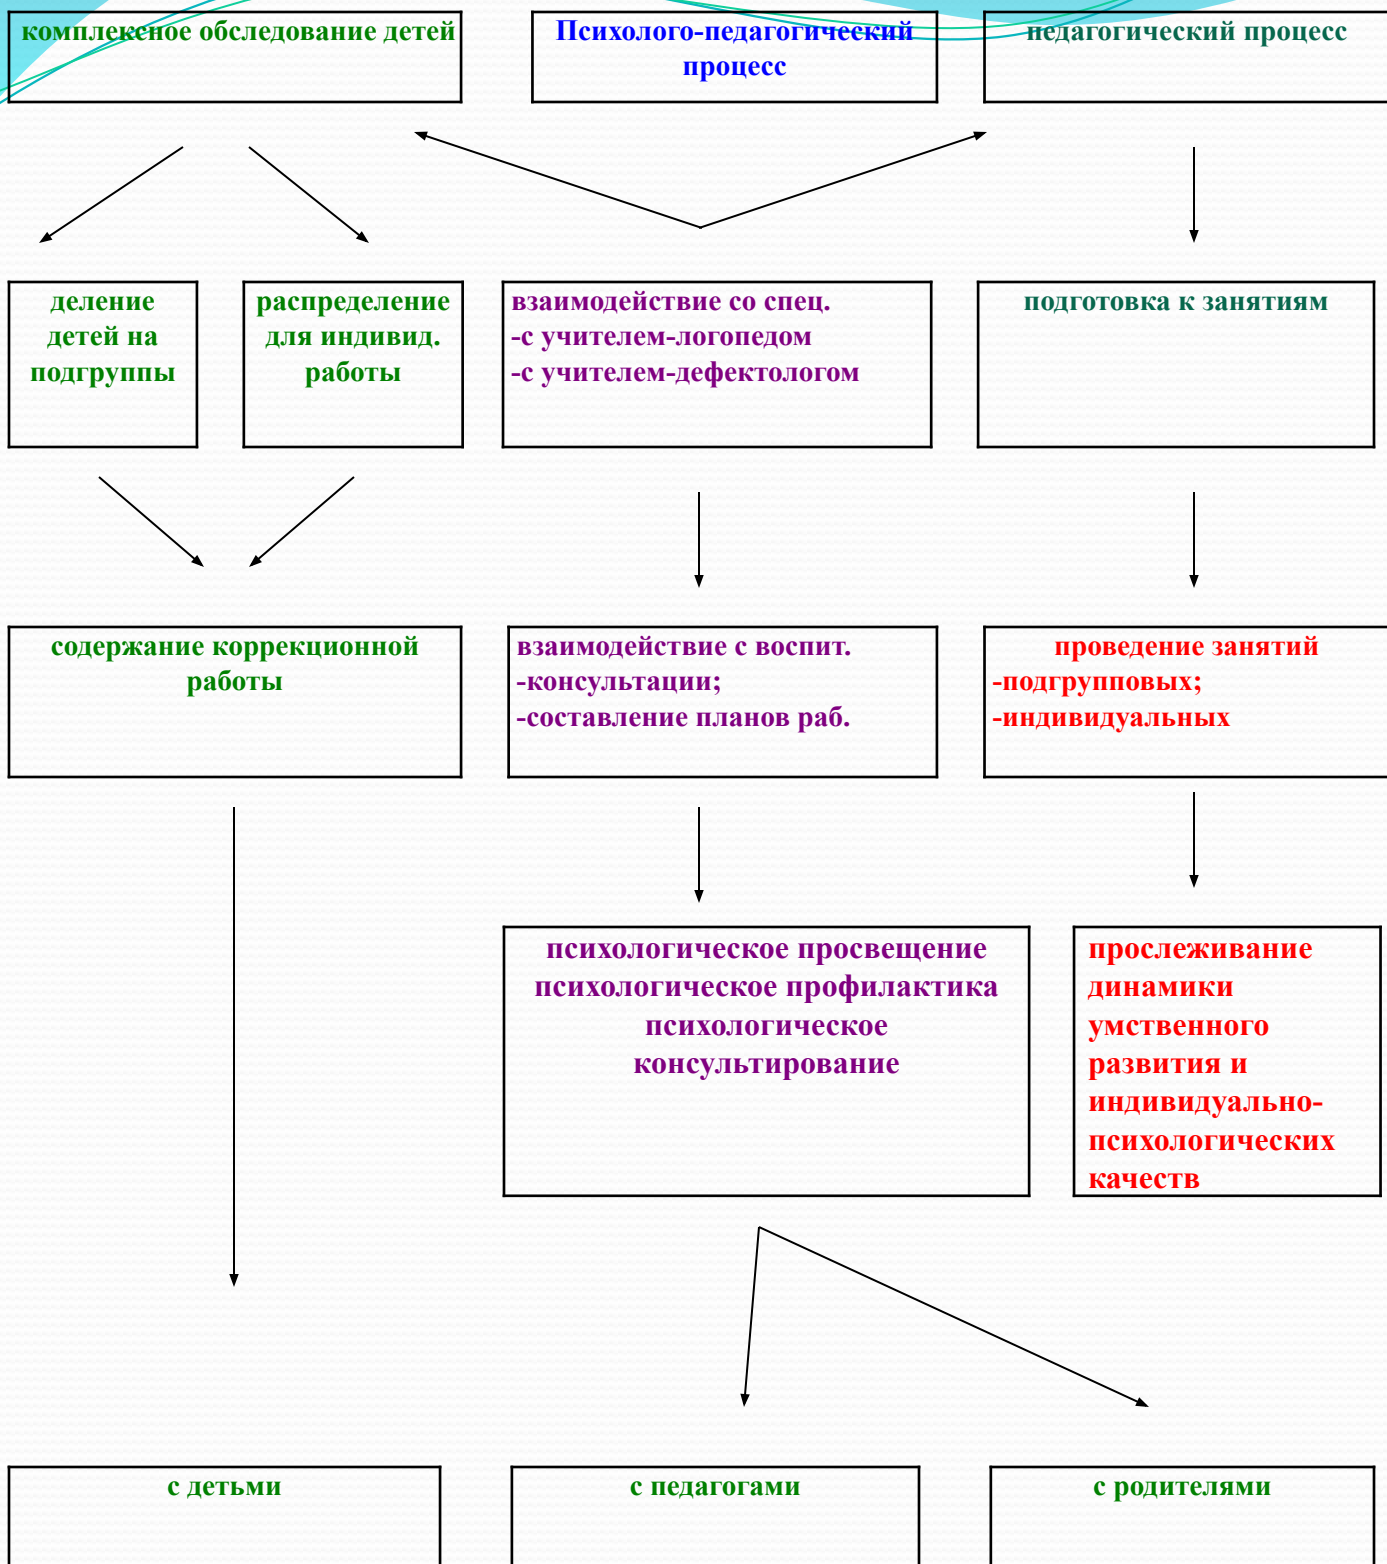 комплексное обследование детей
Психолого-педагогический
процесс
педагогический процесс
деление
детей на
подгруппы
распределение
для индивид.
работы
взаимодействие со спец.
-с учителем-логопедом
-с учителем-дефектологом
подготовка к занятиям
содержание коррекционной
работы
взаимодействие с воспит.
-консультации;
-составление планов раб.
проведение занятий
-подгрупповых;
-индивидуальных
психологическое просвещение
психологическое профилактика
психологическое
консультирование
прослеживание
динамики
умственного
развития и
индивидуально-
психологических
качеств
с детьми
с педагогами
с родителями